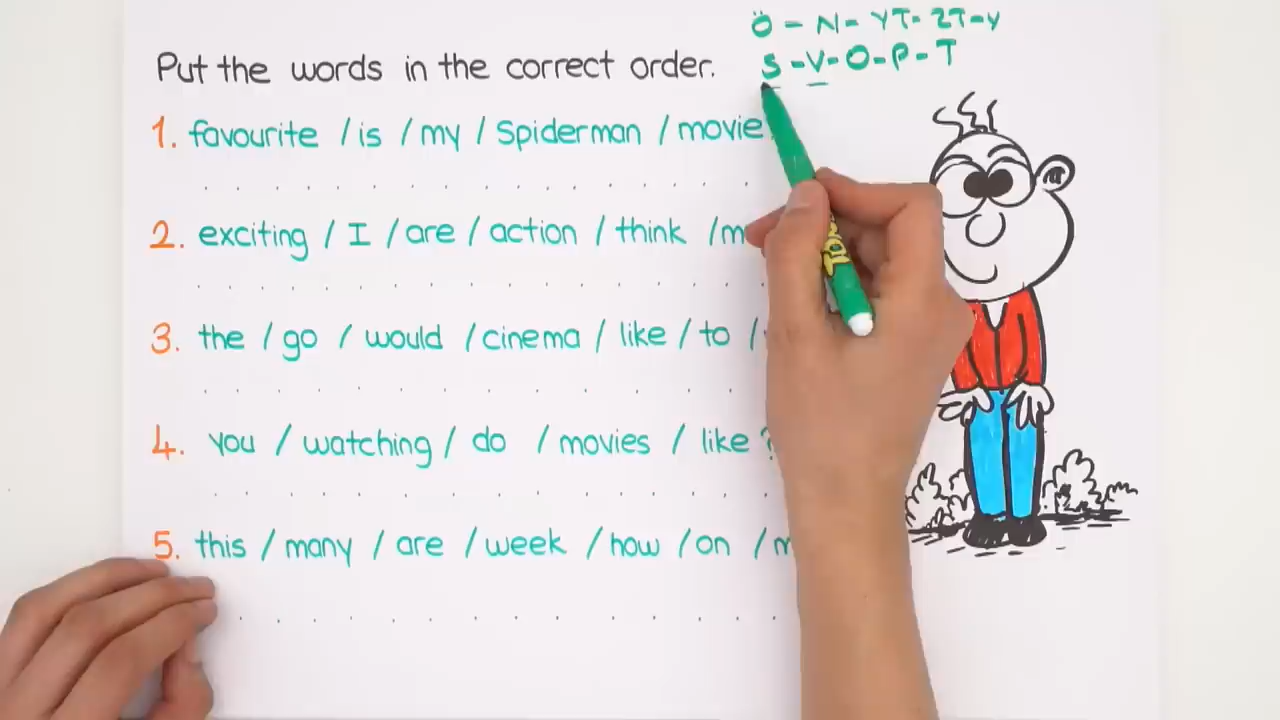 Ö - N - YT - ZT - Y
Put the words in the correct order. S - V - O - P - T
1. favourite / is / my / Spiderman / movie
2. exciting / I / are / action / think /
3. the / go / would / cinema / like / to /
4. you / watching / do / movies / like ?
5. this / many / are / week / how / on /